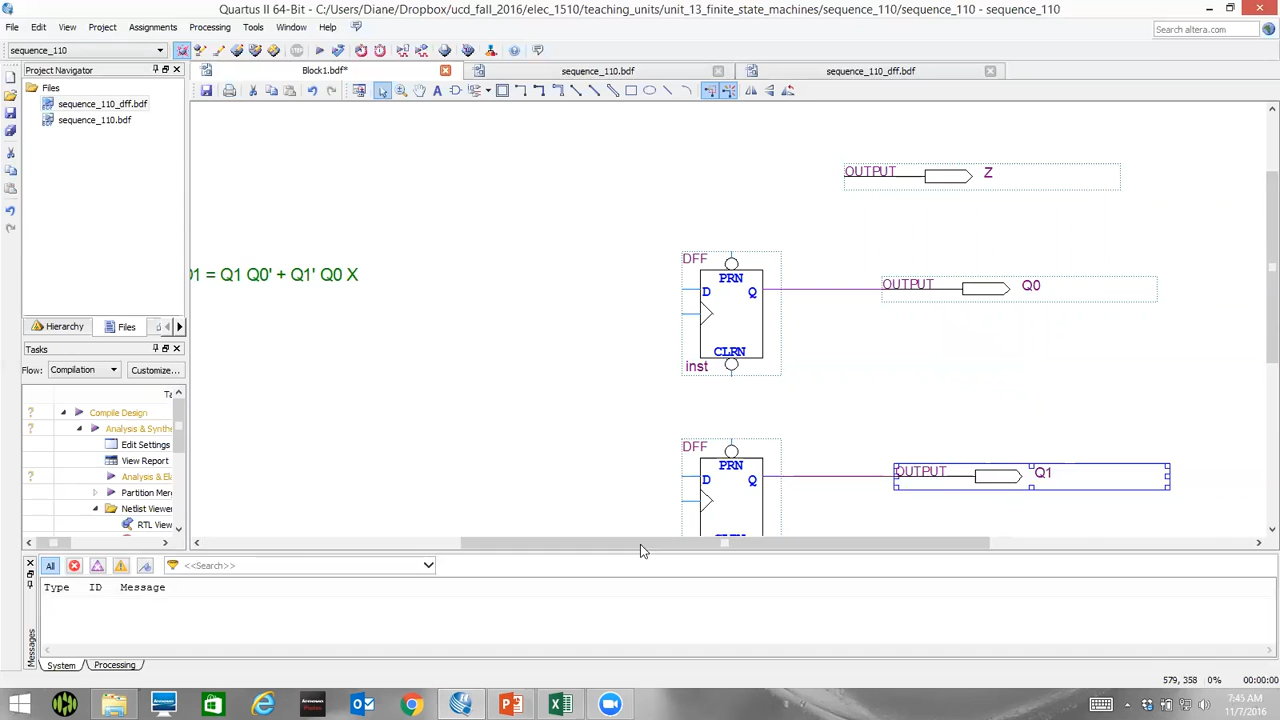 Quartus II 64-Bit - C:/Users/Diane/Dropbox/ucd_fall_2016/elec_1510/teaching_units/unit_13_finite_state_machines/sequence_110/sequence_110 - sequence_110
File Edit View Project Assignments Processing Tools Window Help
Search altera.com
sequence_110
Project Navigator
Block1.bdf*
sequence_110.bdf
sequence_110_dff.bdf
Files
sequence_110_dff.bdf
sequence_110.bdf
Hierarchy
Files
Tasks
Flow: Compilation
Customize...
Compile Design
Analysis & Synthe
Edit Settings
View Report
Analysis & Ela
Partition Mer
Netlist Viewer
RTL View
OUTPUT Z
= Q1 Q0' + Q1' Q0 X
DFF
PRN
D Q
CLRN
inst
OUTPUT Q0
DFF
PRN
D Q
OUTPUT Q1
All
<<Search>>
Type ID Message
Messages
System Processing
579, 358 0% 00:00:00
7:45 AM
11/7/2016